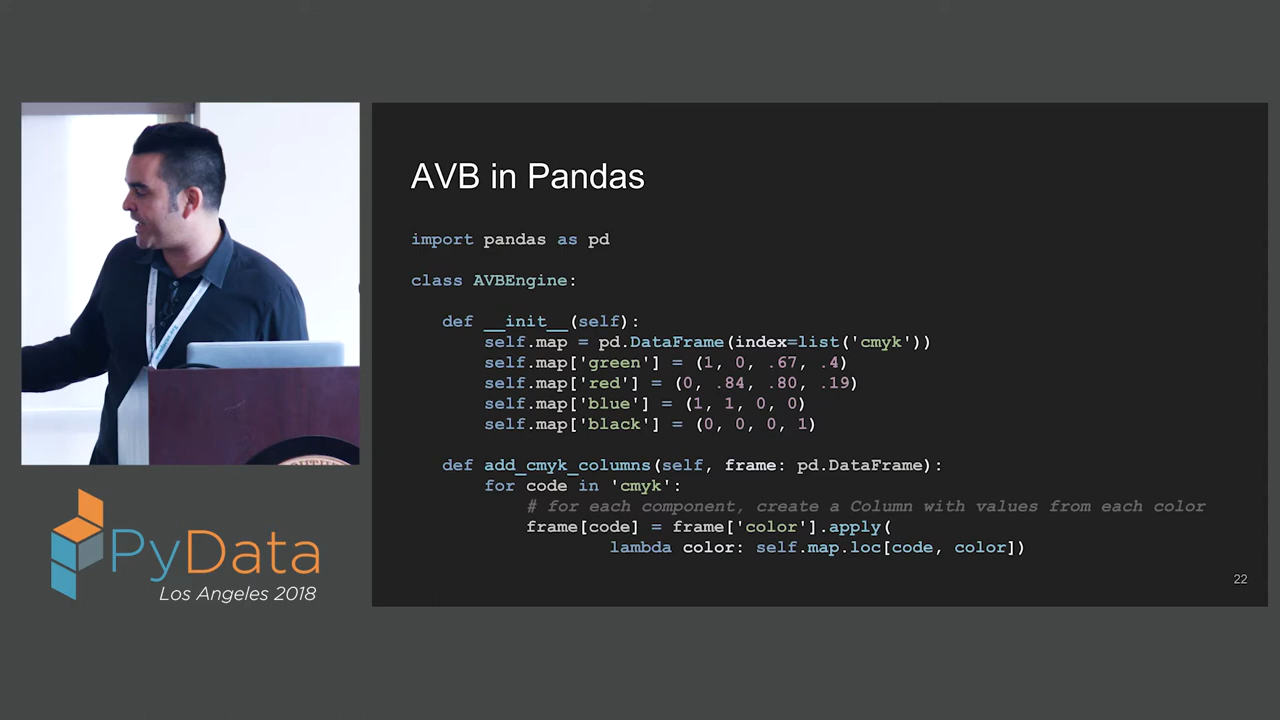 AVB in Pandas
import pandas as pd
class AVBEngine:
def __init__(self):
self.map = pd.DataFrame(index=list('cmyk'))
self.map['green'] = (1, 0, .67, .4)
self.map['red'] = (0, .84, .80, .19)
self.map['blue'] = (1, 1, 0, 0)
self.map['black'] = (0, 0, 0, 1)
def add_cmyk_columns(self, frame: pd.DataFrame):
for code in 'cmyk':
# for each component, create a Column with values from each color
frame[code] = frame['color'].apply(
lambda color: self.map.loc[code, color])
22
PyData
Los Angeles 2018